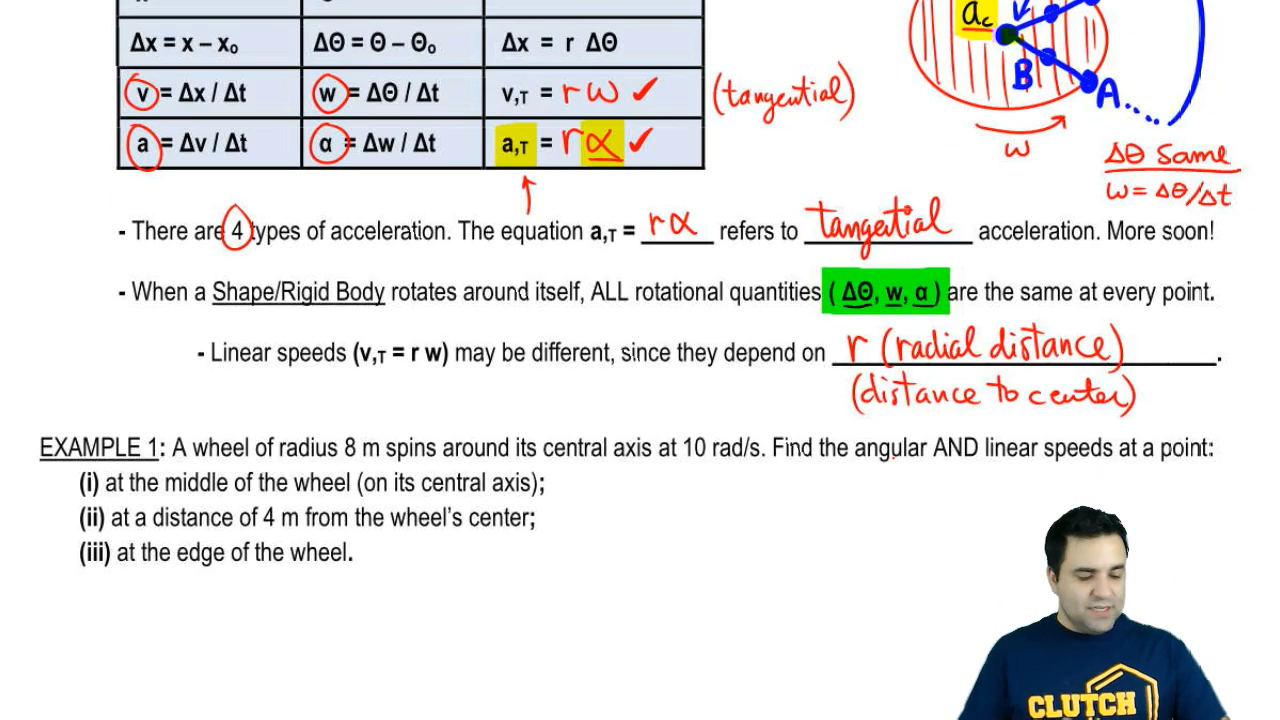 a꜀
Δx = x – xₒ ΔΘ = Θ – Θₒ Δx = r ΔΘ
B
v = Δx / Δt w = ΔΘ / Δt v,ᴛ = rω ✓ (tangential)
A....
a = Δv / Δt α = Δw / Δt a,ᴛ = rα ✓
ω
ΔΘ Same
ω = ΔΘ/Δt
- There are 4 types of acceleration. The equation a,ᴛ = rα refers to tangential acceleration. More soon!
- When a Shape/Rigid Body rotates around itself, ALL rotational quantities (ΔΘ, w, α) are the same at every point.
- Linear speeds (v,ᴛ = r w) may be different, since they depend on r (radial distance).
(distance to center)
EXAMPLE 1: A wheel of radius 8 m spins around its central axis at 10 rad/s. Find the angular AND linear speeds at a point:
(i) at the middle of the wheel (on its central axis);
(ii) at a distance of 4 m from the wheel's center;
(iii) at the edge of the wheel.
CLUTCH